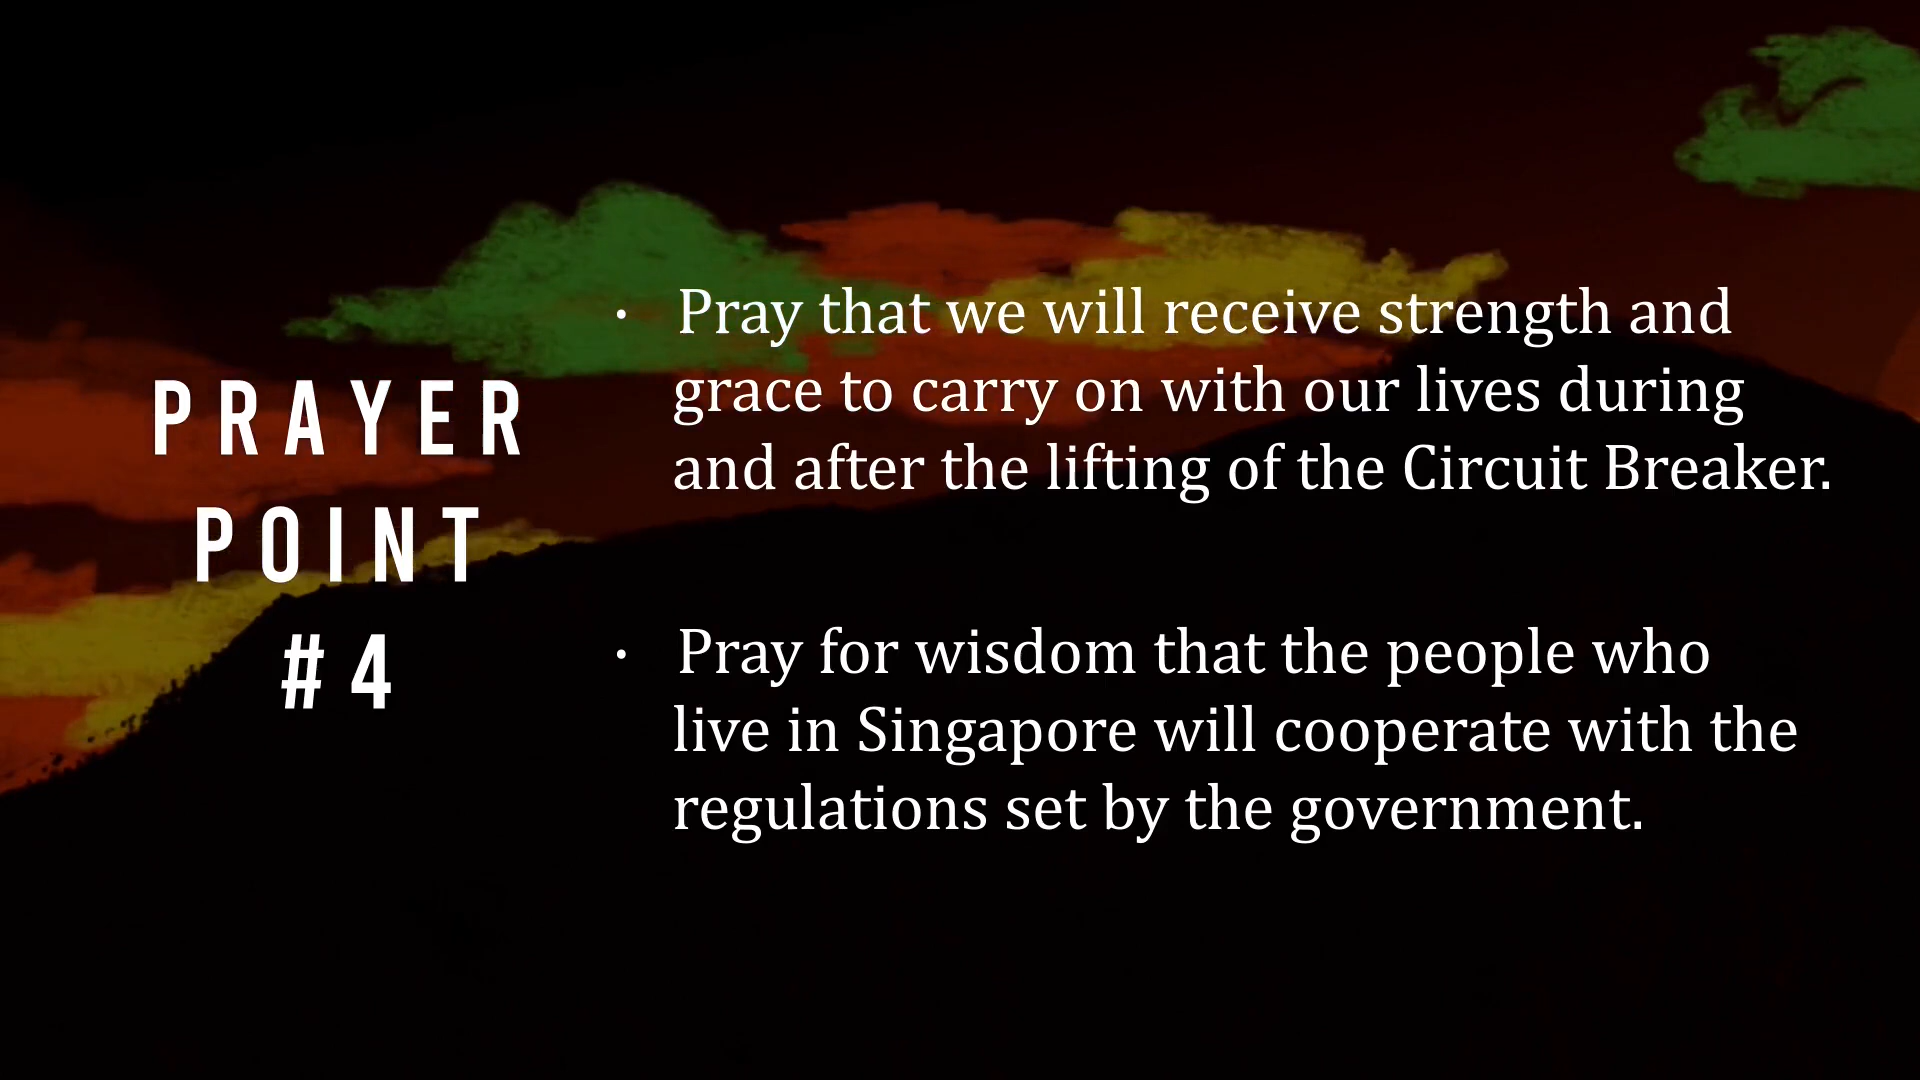 PRAYER
POINT
#4
· Pray that we will receive strength and
grace to carry on with our lives during
and after the lifting of the Circuit Breaker.
· Pray for wisdom that the people who
live in Singapore will cooperate with the
regulations set by the government.